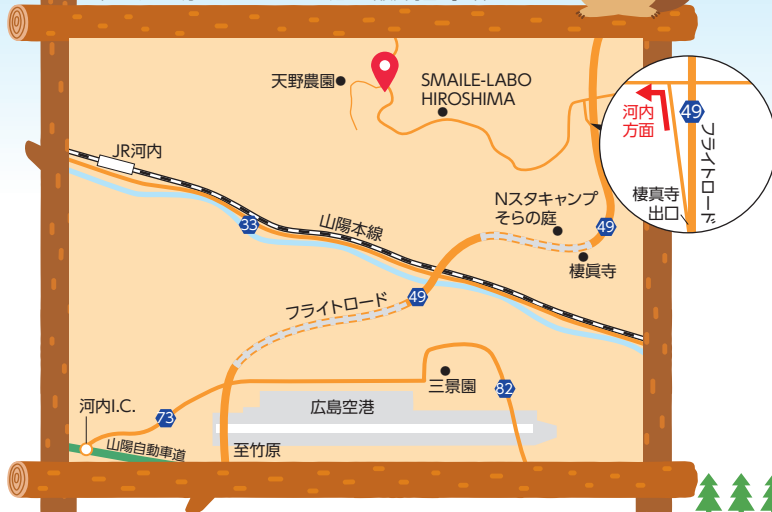 天野農園
SMAILE-LABO
HIROSHIMA
河内
方面
49
フライトロード
棲真寺
出口
JR河内
33
山陽本線
Nスタキャンプ
そらの庭
49
棲眞寺
フライトロード
49
三景園
82
河内I.C.
73
広島空港
山陽自動車道
至竹原